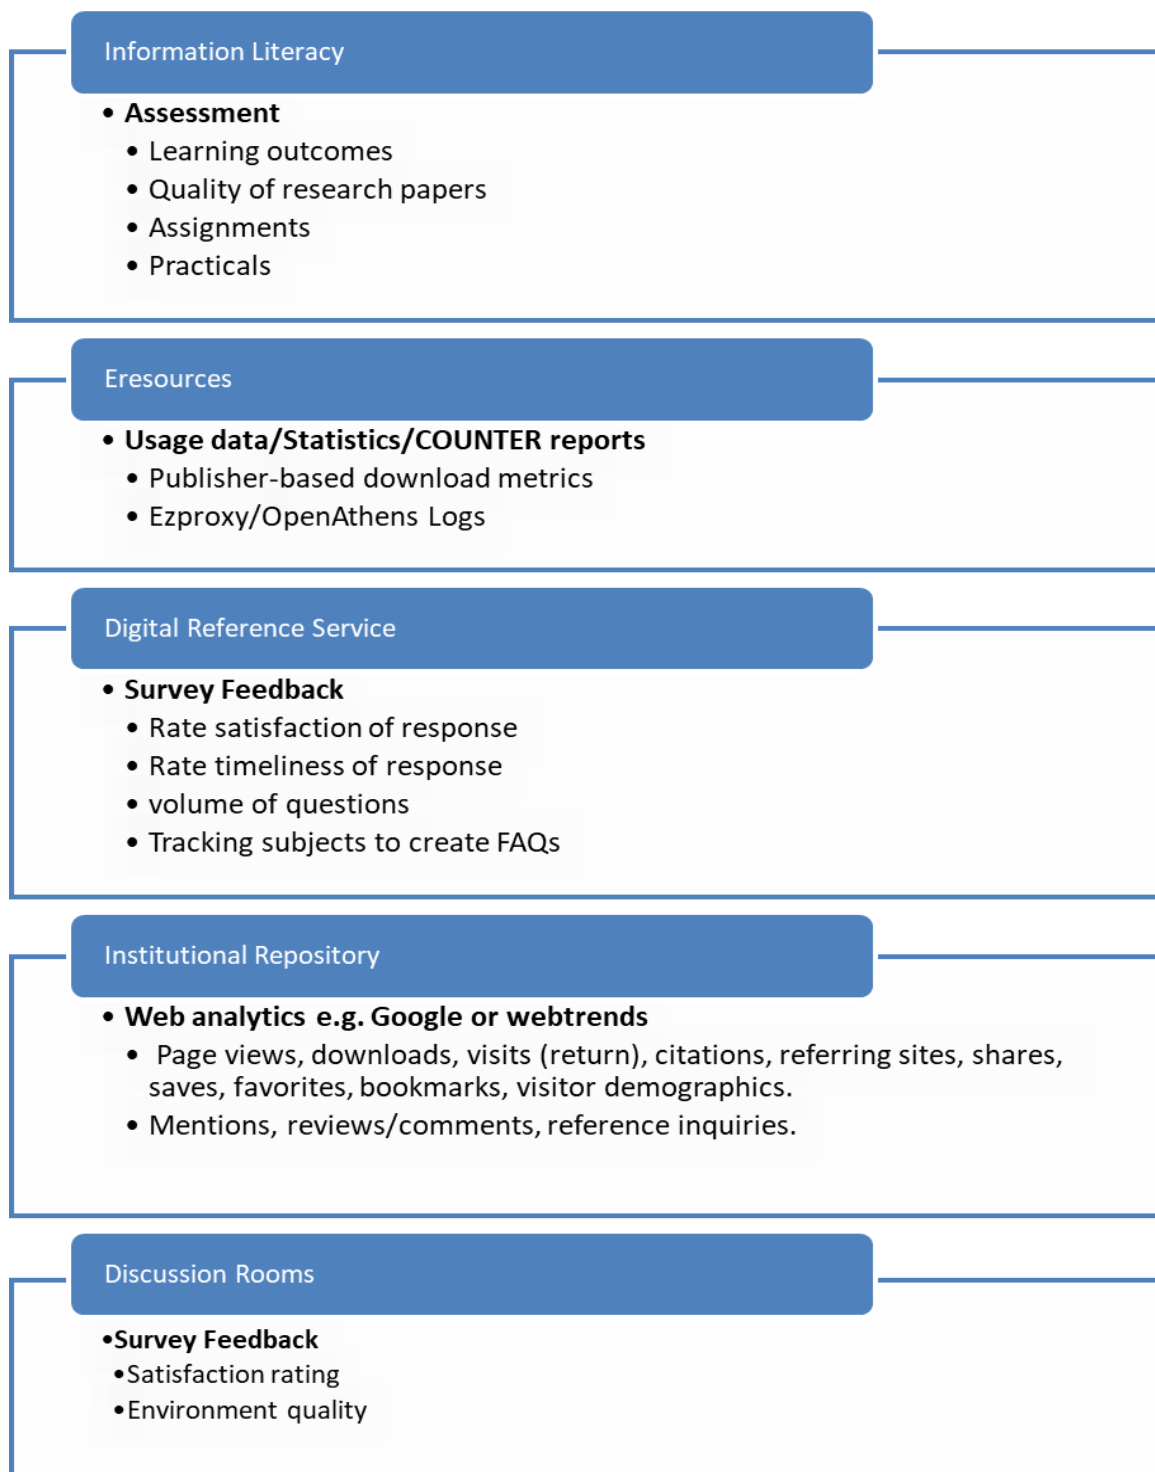 Information Literacy
• Assessment
• Learning outcomes
• Quality of research papers
• Assignments
• Practicals
Eresources
• Usage data/Statistics/COUNTER reports
• Publisher-based download metrics
• Ezproxy/OpenAthens Logs
Digital Reference Service
• Survey Feedback
• Rate satisfaction of response
• Rate timeliness of response
• volume of questions
• Tracking subjects to create FAQs
Institutional Repository
• Web analytics e.g. Google or webtrends
• Page views, downloads, visits (return), citations, referring sites, shares,
saves, favorites, bookmarks, visitor demographics.
• Mentions, reviews/comments, reference inquiries.
Discussion Rooms
•Survey Feedback
•Satisfaction rating
•Environment quality